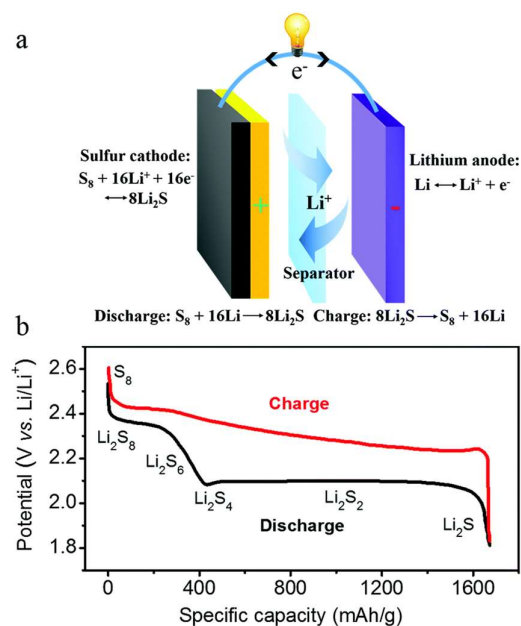 a
e⁻
Sulfur cathode:
S₈ + 16Li⁺ + 16e⁻
↔8Li₂S
+
Li⁺
Separator
-
Lithium anode:
Li ↔ Li⁺ + e⁻
Discharge: S₈ + 16Li → 8Li₂S Charge: 8Li₂S → S₈ + 16Li
b
Potential (V vs. Li/Li⁺)
2.6
2.4
2.2
2.0
1.8
S₈
Charge
Li₂S₈
Li₂S₆
Li₂S₄
Li₂S₂
Li₂S
Discharge
0 400 800 1200 1600
Specific capacity (mAh/g)